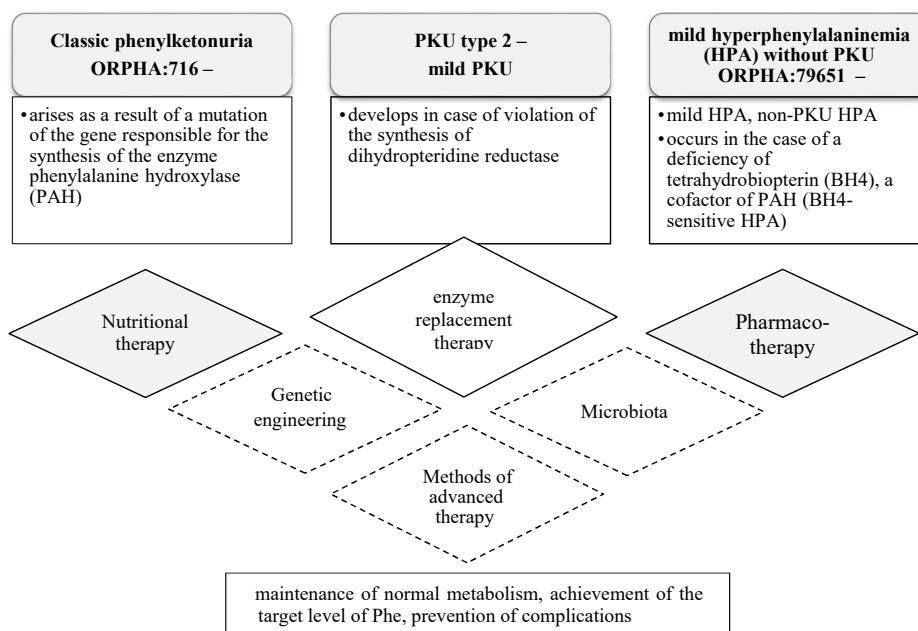 Classic phenylketonuria
ORPHA:716 –
PKU type 2 –
mild PKU
mild hyperphenylalaninemia
(HPA) without PKU
ORPHA:79651 –
•arises as a result of a mutation
of the gene responsible for the
synthesis of the enzyme
phenylalanine hydroxylase
(PAH)
•develops in case of violation of
the synthesis of
dihydropteridine reductase
•mild HPA, non-PKU HPA
•occurs in the case of a
deficiency of
tetrahydrobiopterin (BH4), a
cofactor of PAH (BH4-
sensitive HPA)
Nutritional
therapy
enzyme
replacement
therapy
Pharmaco-
therapy
Genetic
engineering
Microbiota
Methods of
advanced
therapy
maintenance of normal metabolism, achievement of the
target level of Phe, prevention of complications